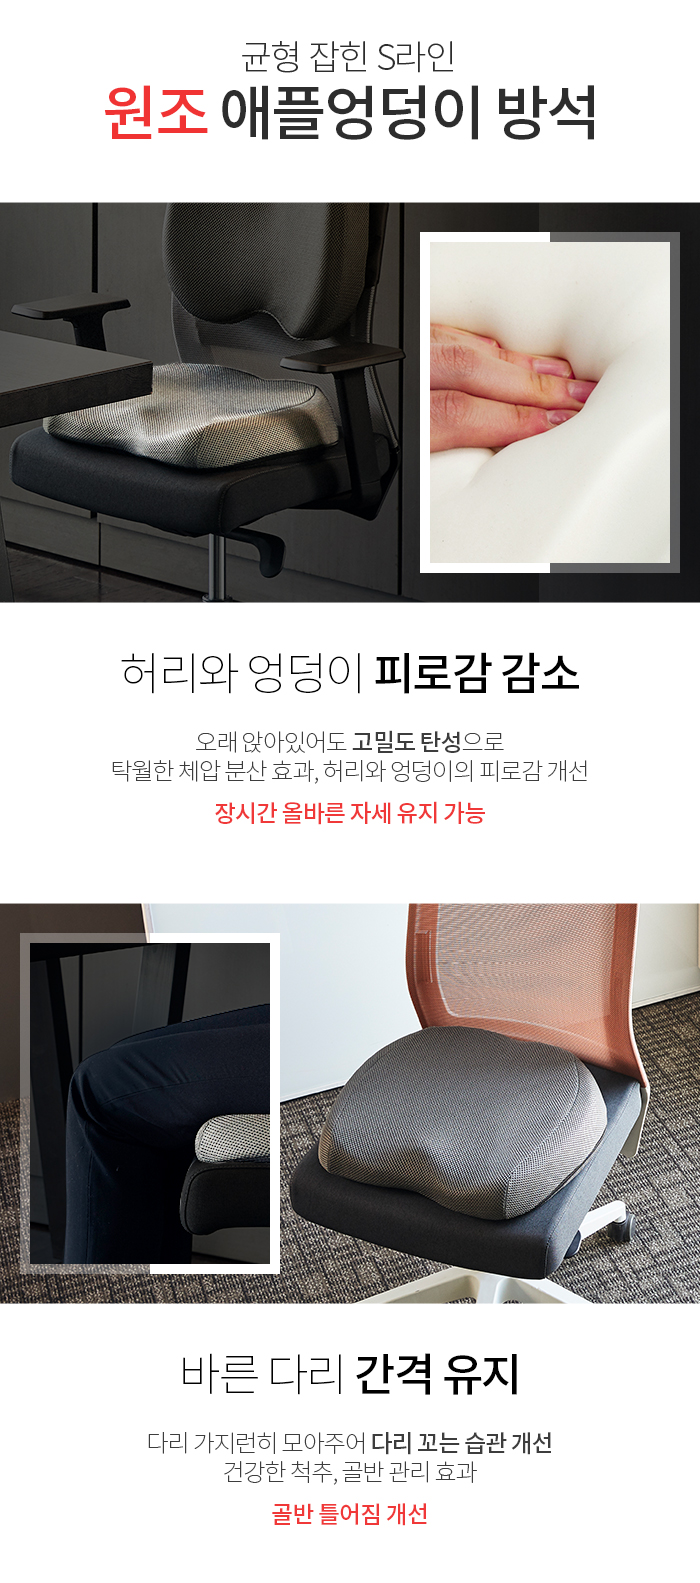 균형 잡힌 S라인
원조 애플엉덩이 방석
허리와 엉덩이 피로감 감소
오래 앉아있어도 고밀도 탄성으로
탁월한 체압 분산 효과, 허리와 엉덩이의 피로감 개선
장시간 올바른 자세 유지 가능
바른 다리 간격 유지
다리 가지런히 모아주어 다리 꼬는 습관 개선
건강한 척추, 골반 관리 효과
골반 틀어짐 개선